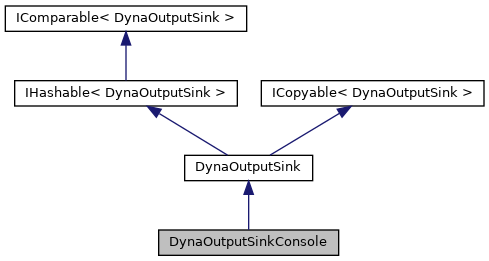 IComparable< DynaOutputSink >
IHashable< DynaOutputSink >
ICopyable< DynaOutputSink >
DynaOutputSink
DynaOutputSinkConsole